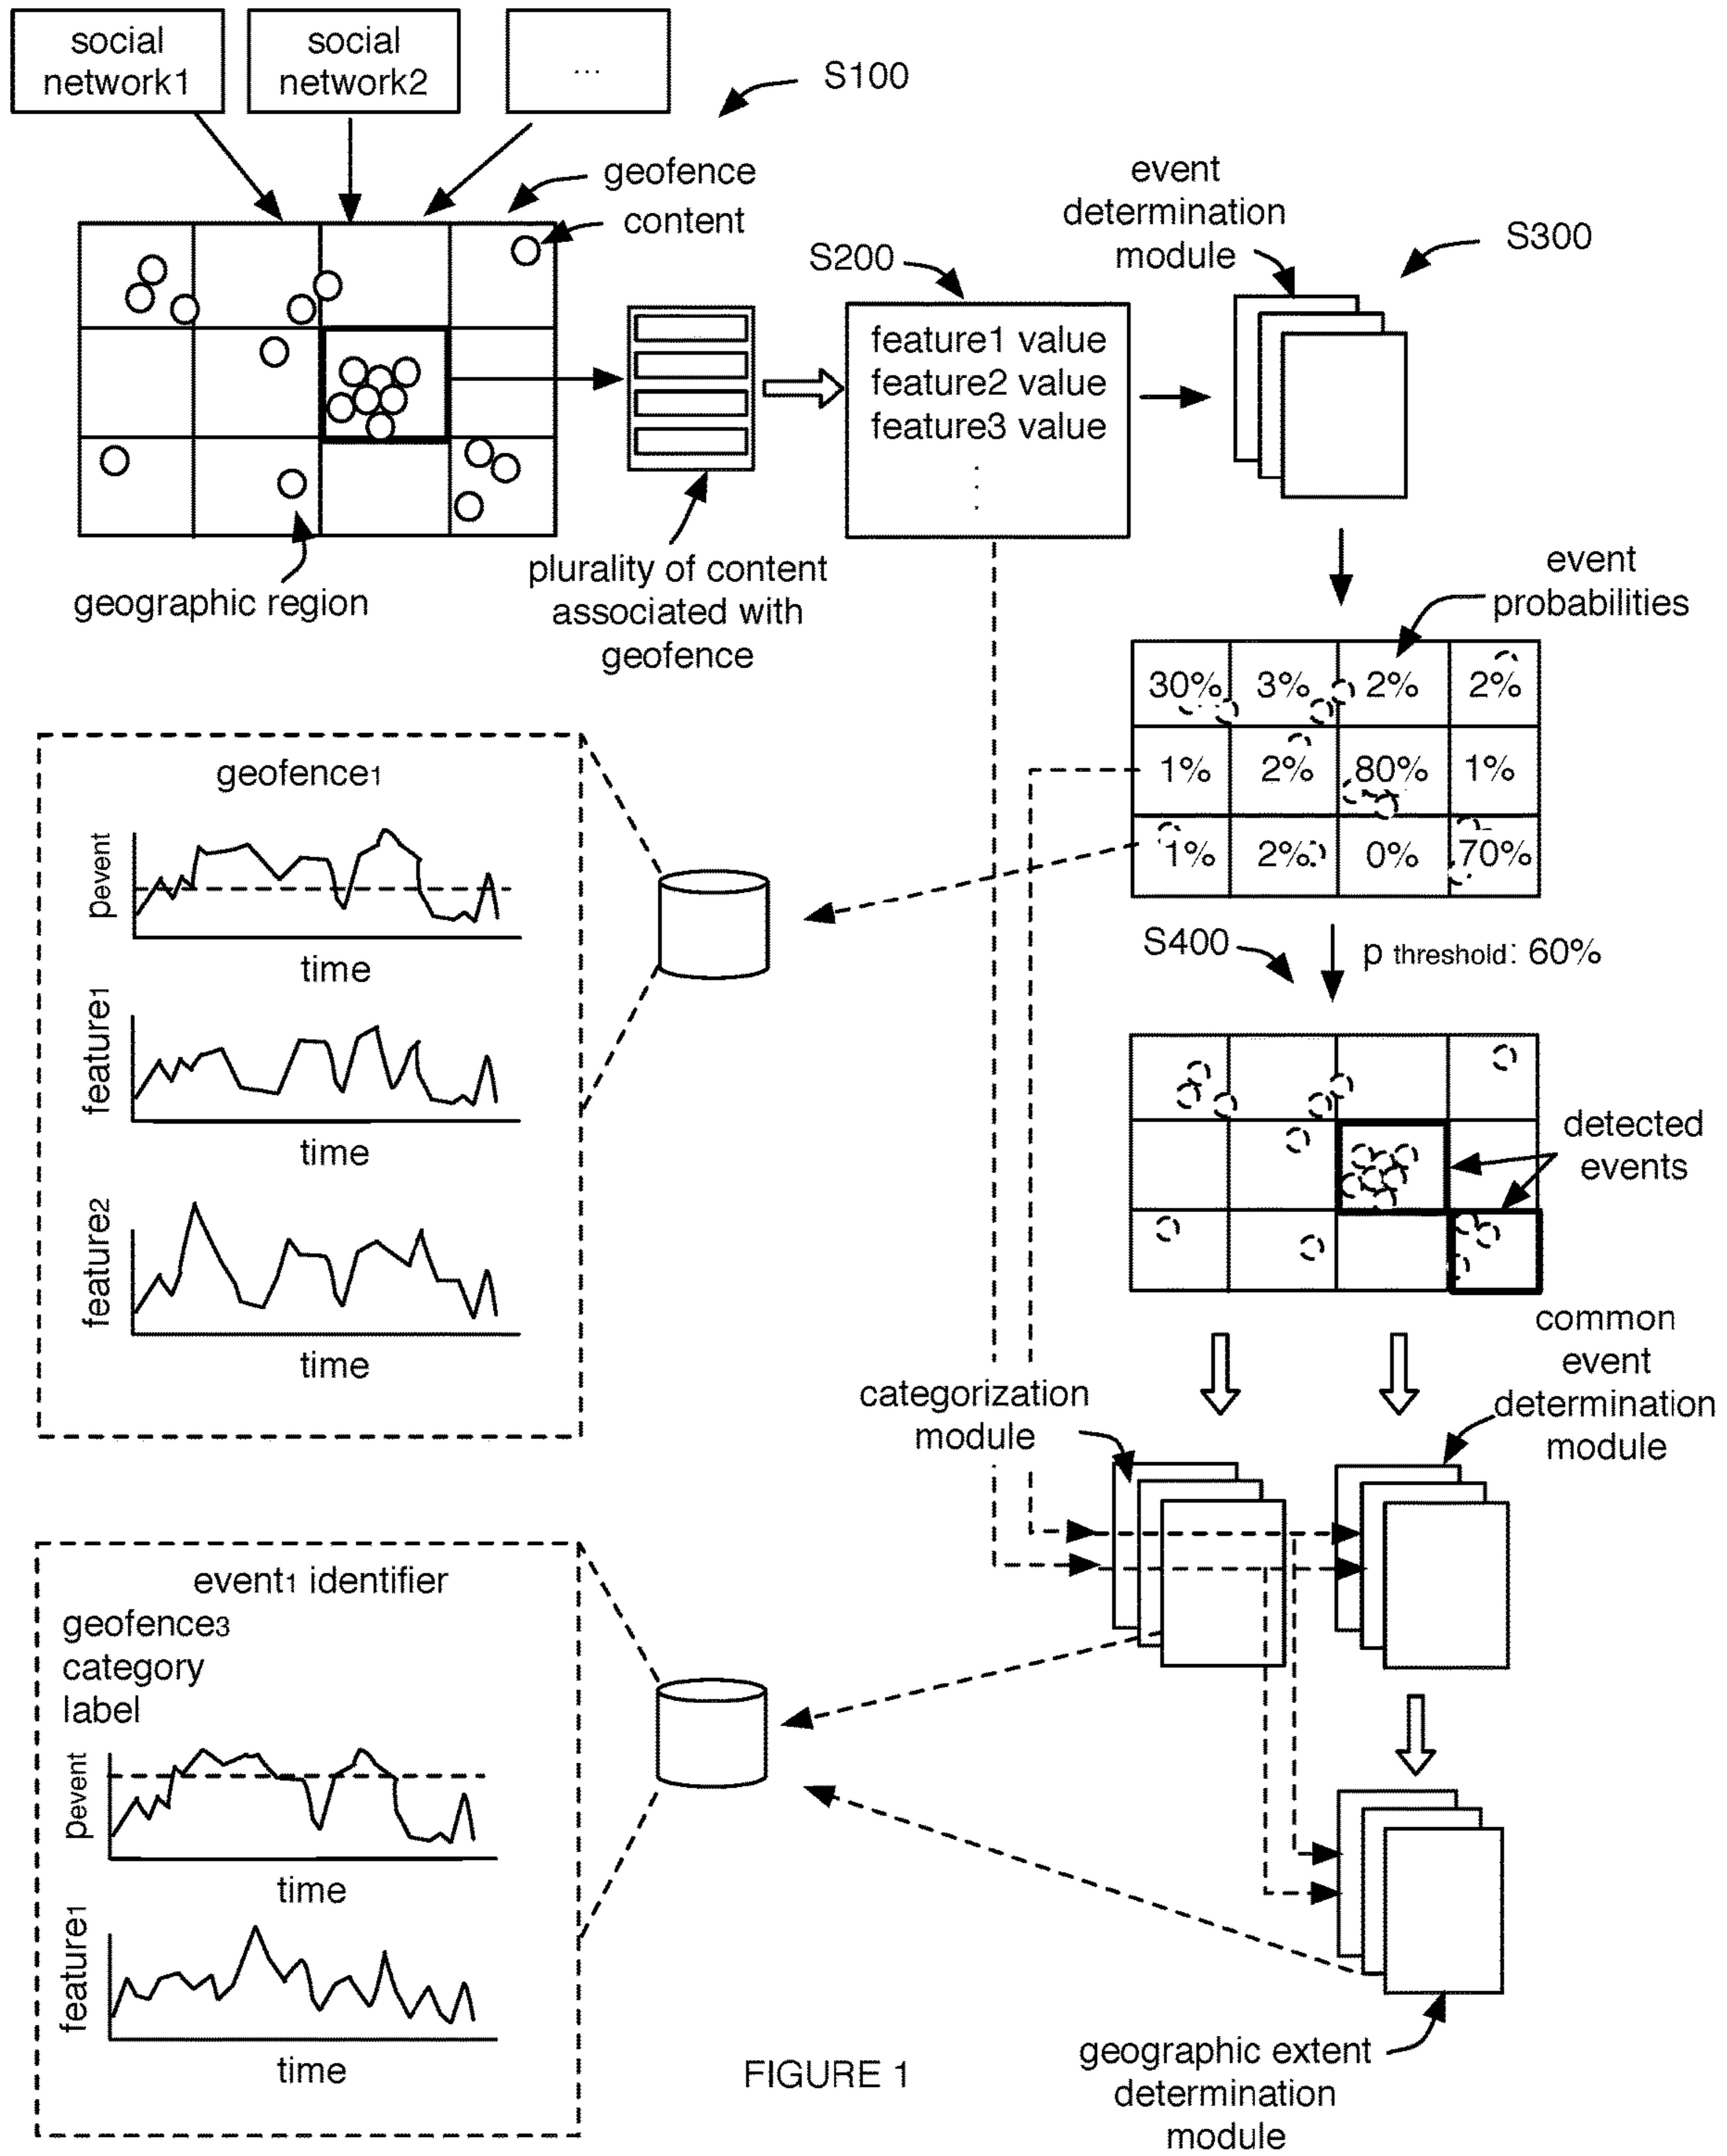 social
network1
social
network2
...
S100
geofence
content
geographic region
plurality of content
associated with
geofence
S200
feature1 value
feature2 value
feature3 value
.
.
.
event
determination
module
S300
event
probabilities
30%
3%
2%
2%
1%
2%
80%
1%
1%
2%
0%
70%
S400
p threshold: 60%
detected
events
geofence1
pevent
time
feature1
time
feature2
time
categorization
module
common
event
determination
module
event1 identifier
geofence3
category
label
pevent
time
feature1
time
geographic extent
determination
module
FIGURE 1